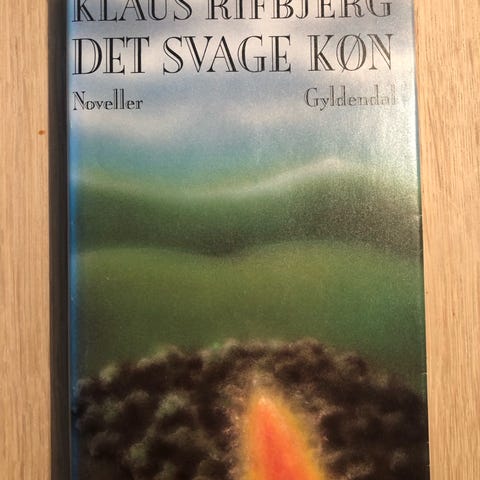 KLAUS RIFBJERG
DET SVAGE KØN
Noveller Gyldendal